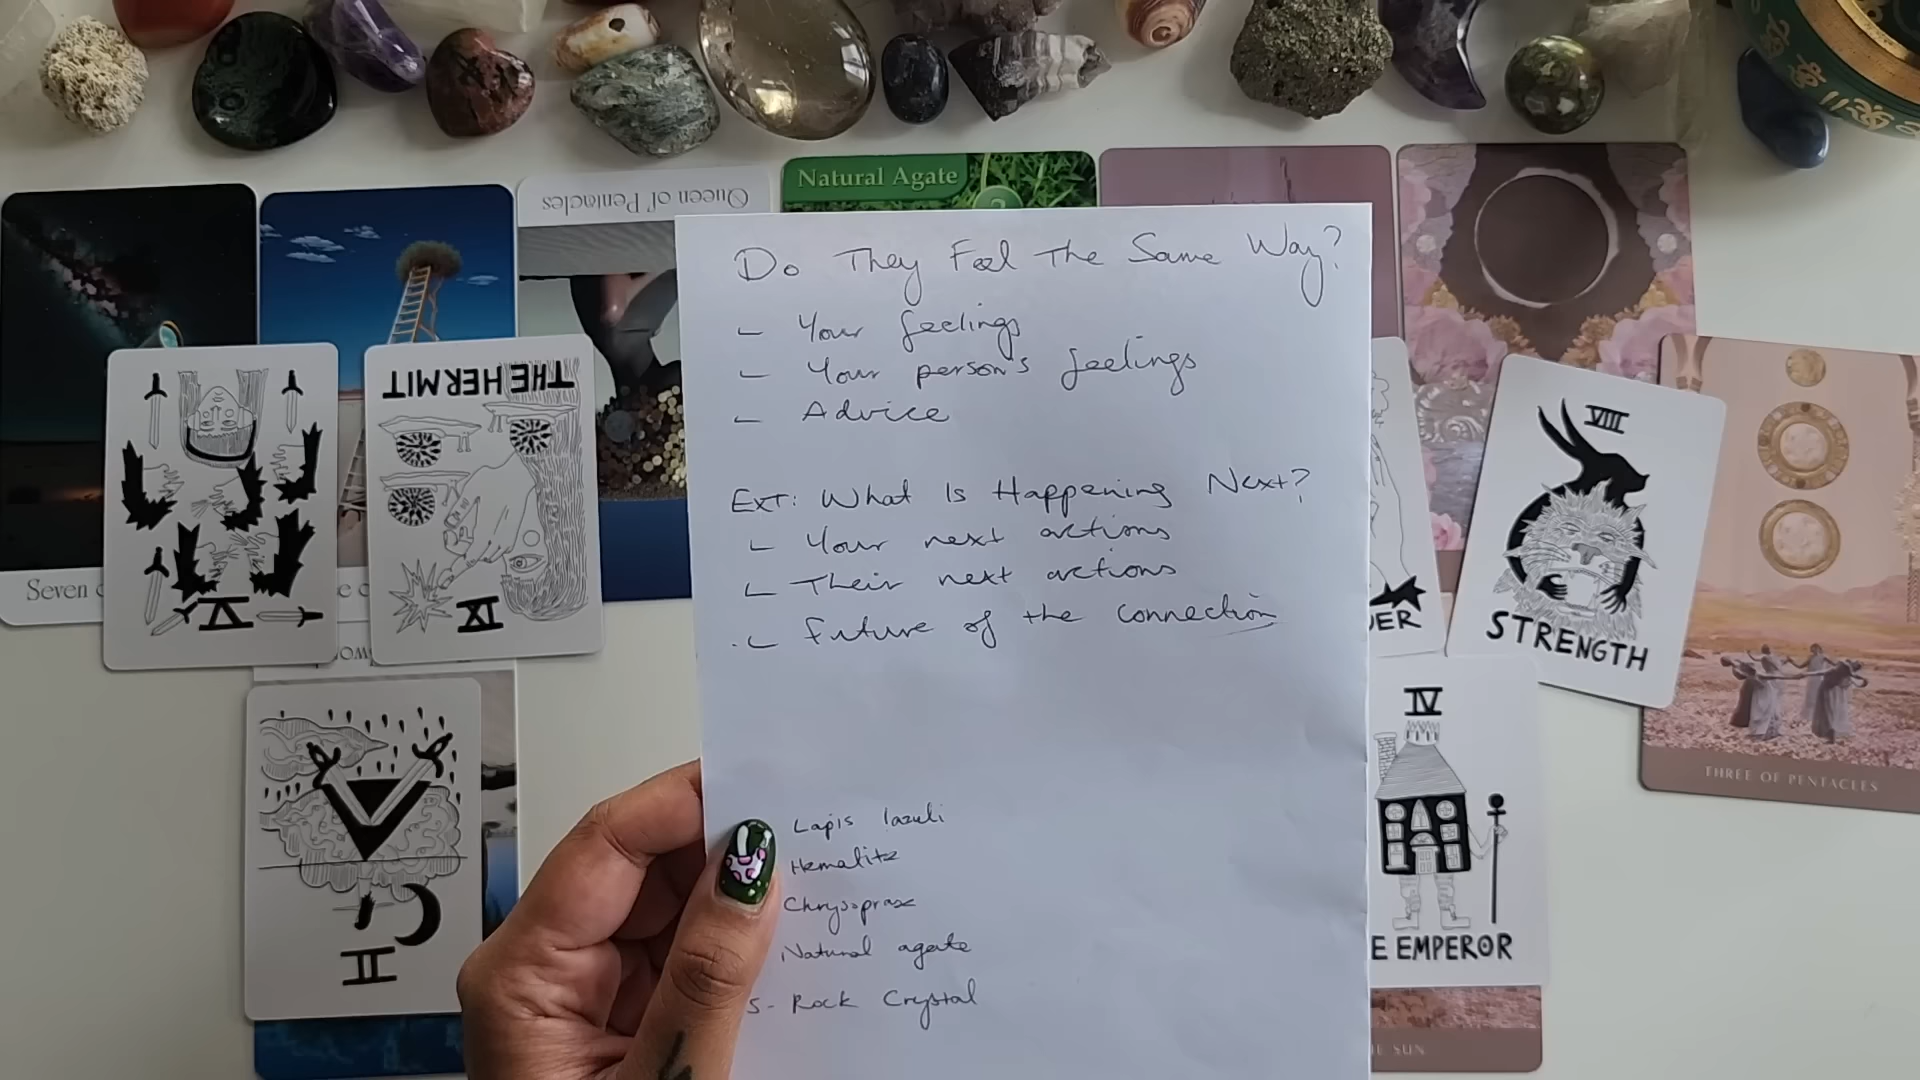 Natural Agate
Queen of Pentacles
Do They Feel The Same Way?
Your feelings
Your person's feelings
Advice
Ext: What Is Happening Next?
Your next actions
Their next actions
Future of the connection
Lapis lazuli
Hematite
Chrysoprase
Natural agate
5- Rock Crystal
Seven
THE HERMIT
IX
V
II
VIII
STRENGTH
IV
E EMPEROR
THREE OF PENTACLES
SUN